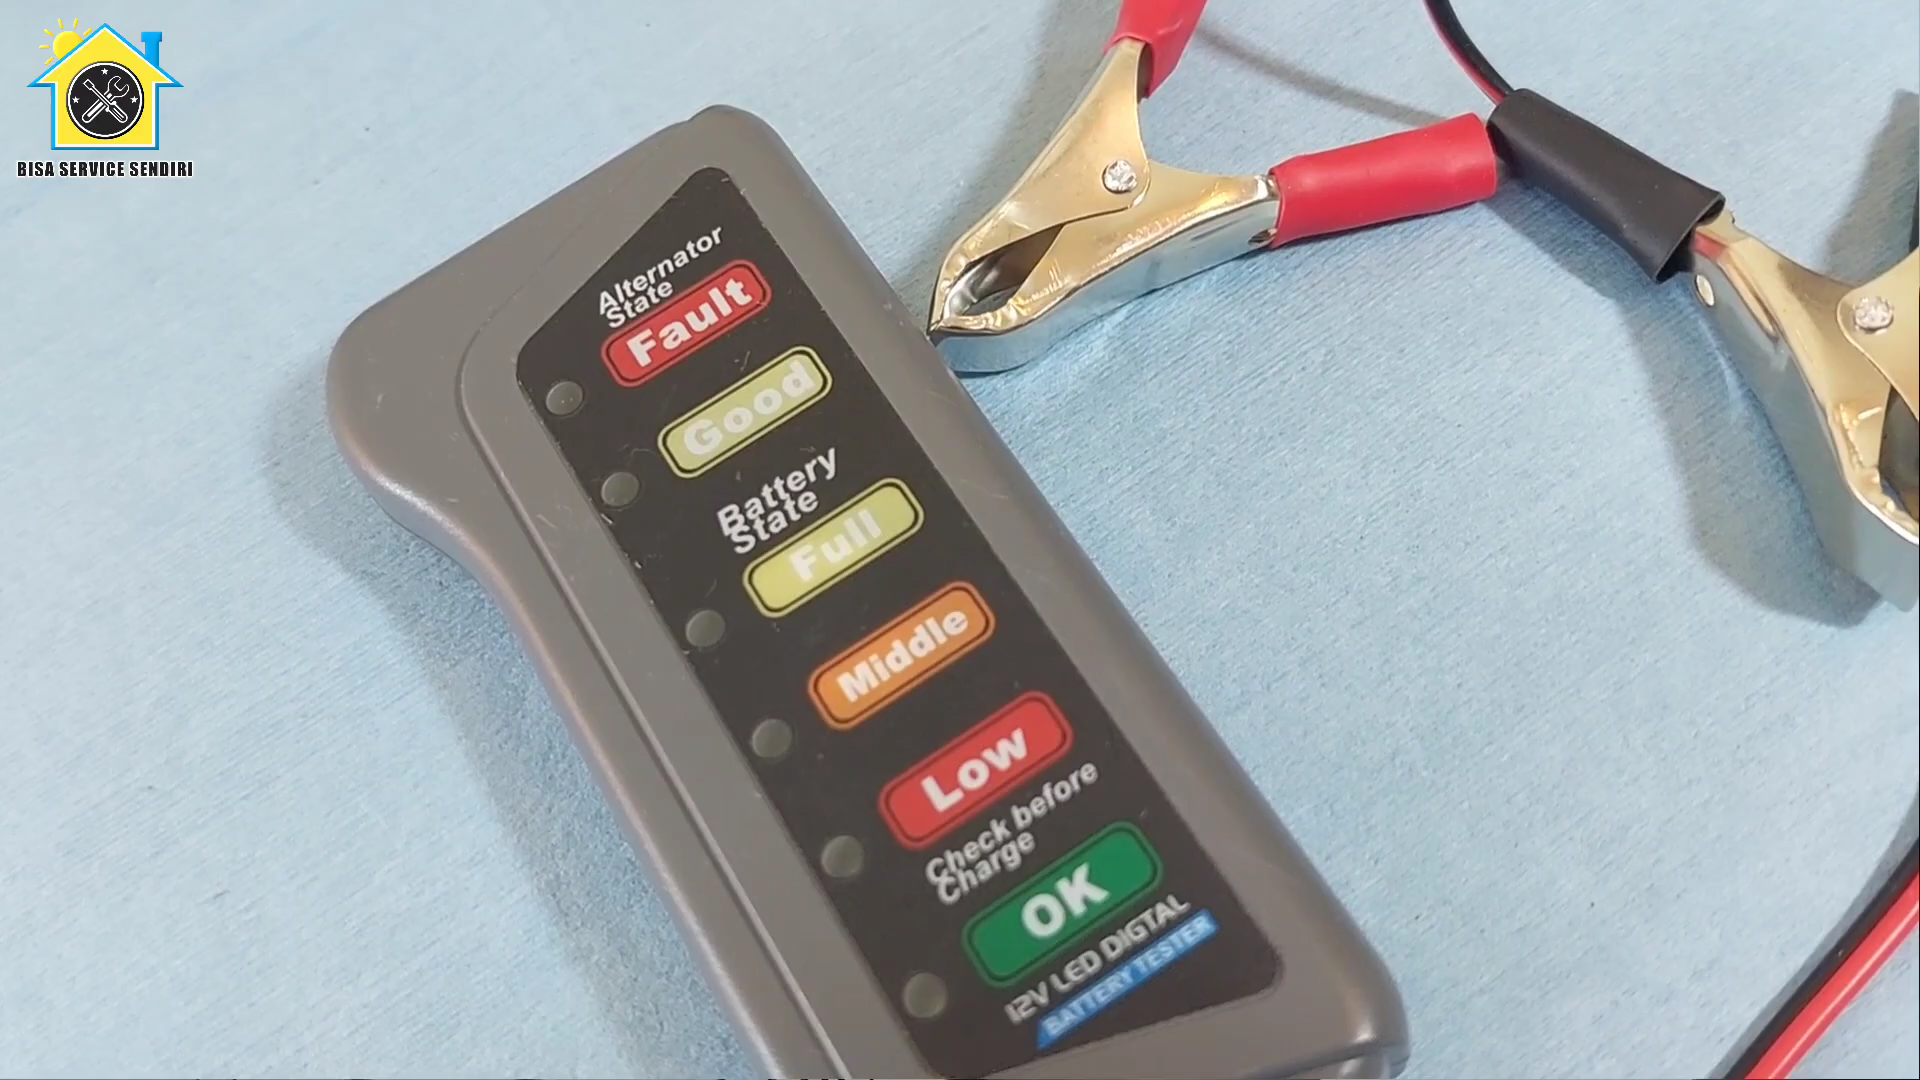 BISA SERVICE SENDIRI
Alternator
State
Fault
Good
Battery
State
Full
Middle
Low
Check before
Charge
OK
12V LED DIGTAL
BATTERY TESTER